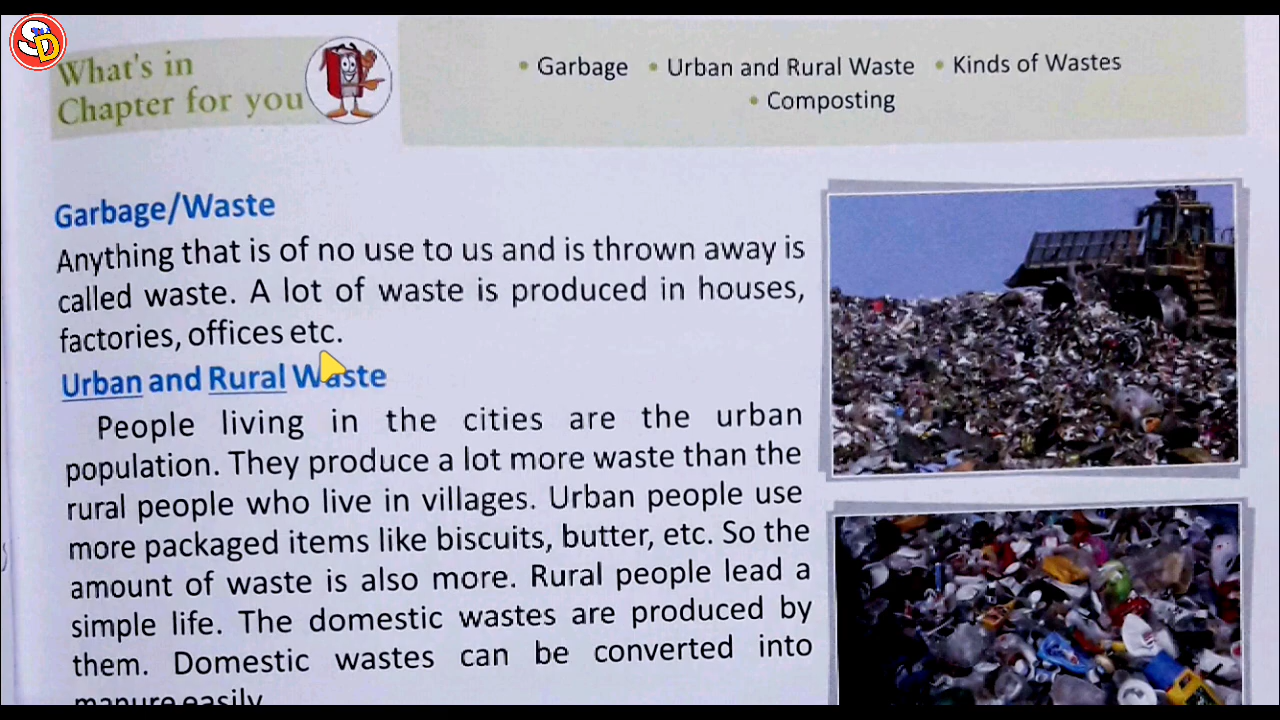 SD
What's in
Chapter for you
• Garbage • Urban and Rural Waste • Kinds of Wastes
• Composting
Garbage/Waste
Anything that is of no use to us and is thrown away is
called waste. A lot of waste is produced in houses,
factories, offices etc.
Urban and Rural Waste
People living in the cities are the urban
population. They produce a lot more waste than the
rural people who live in villages. Urban people use
more packaged items like biscuits, butter, etc. So the
amount of waste is also more. Rural people lead a
simple life. The domestic wastes are produced by
them. Domestic wastes can be converted into
manure easily.